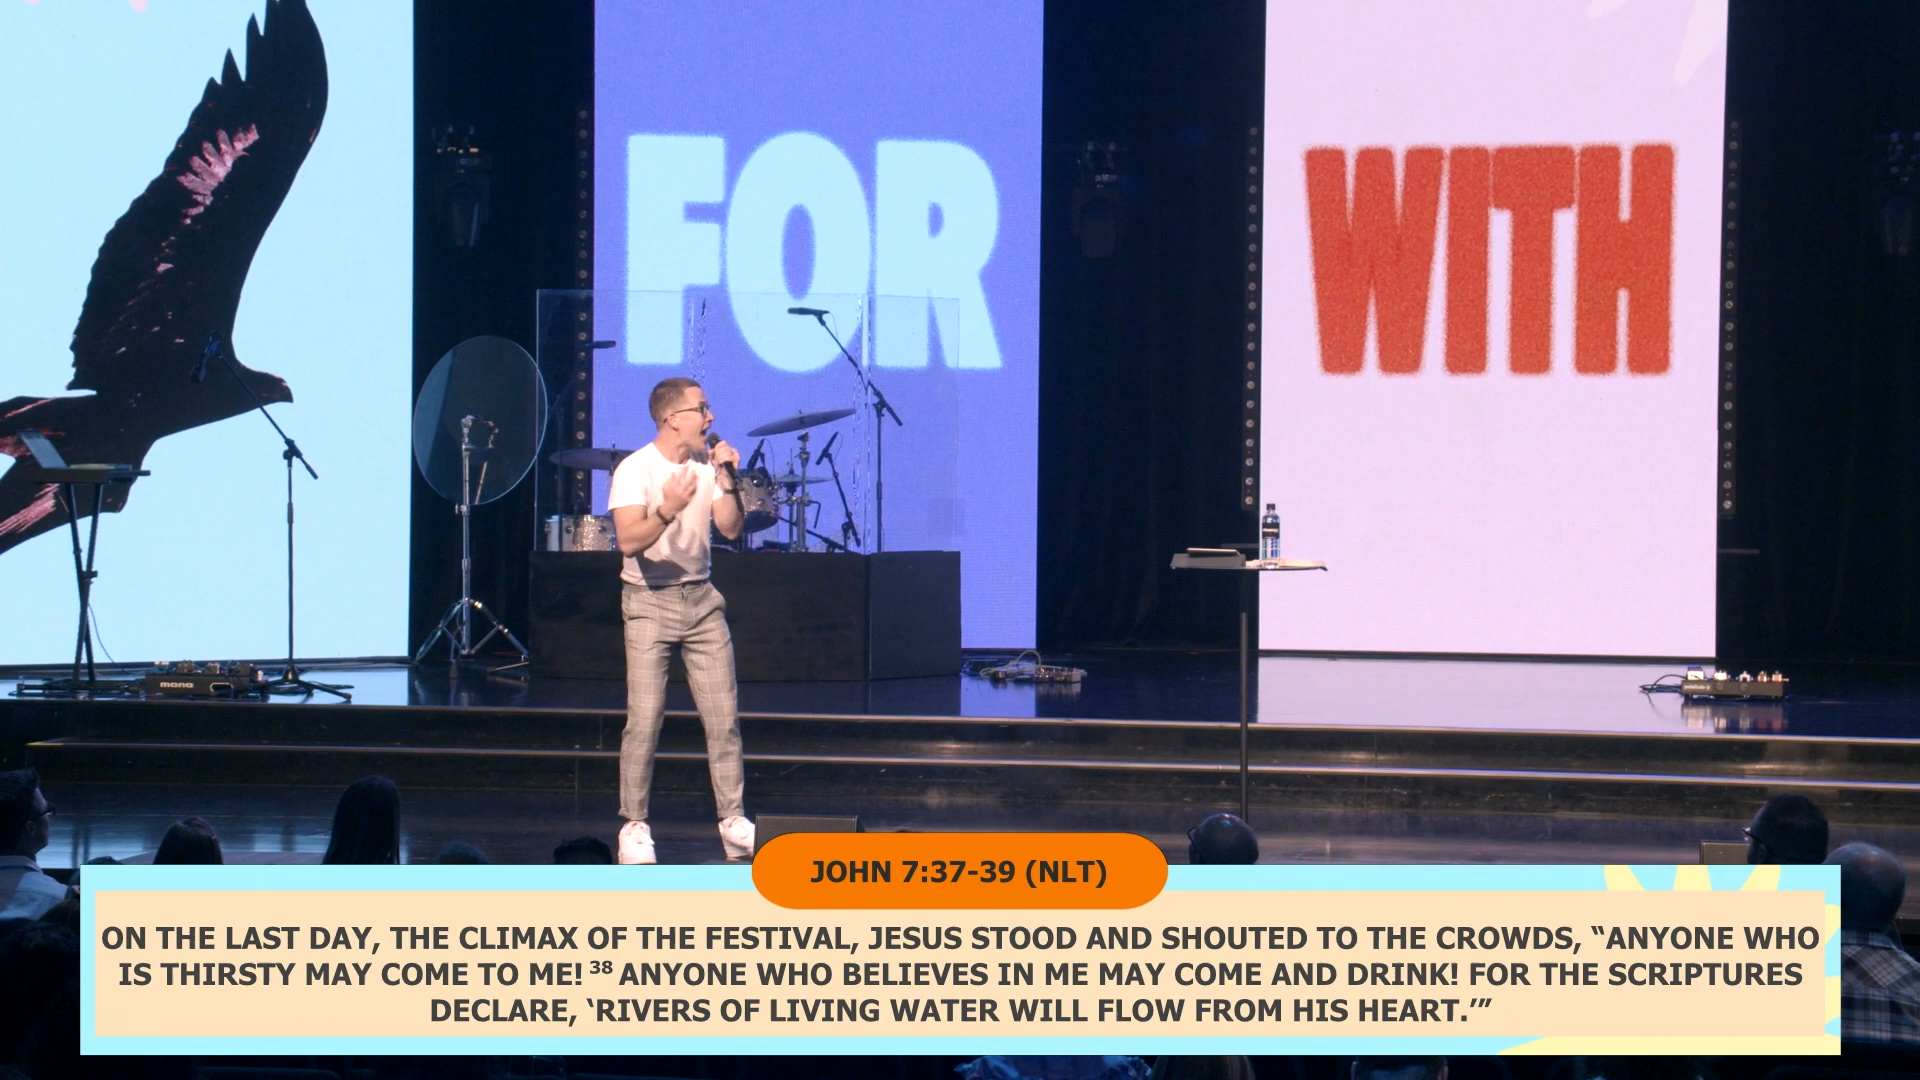 FOR
WITH
mono
JOHN 7:37-39 (NLT)
ON THE LAST DAY, THE CLIMAX OF THE FESTIVAL, JESUS STOOD AND SHOUTED TO THE CROWDS, “ANYONE WHO
IS THIRSTY MAY COME TO ME! ³⁸ ANYONE WHO BELIEVES IN ME MAY COME AND DRINK! FOR THE SCRIPTURES
DECLARE, ‘RIVERS OF LIVING WATER WILL FLOW FROM HIS HEART.’”